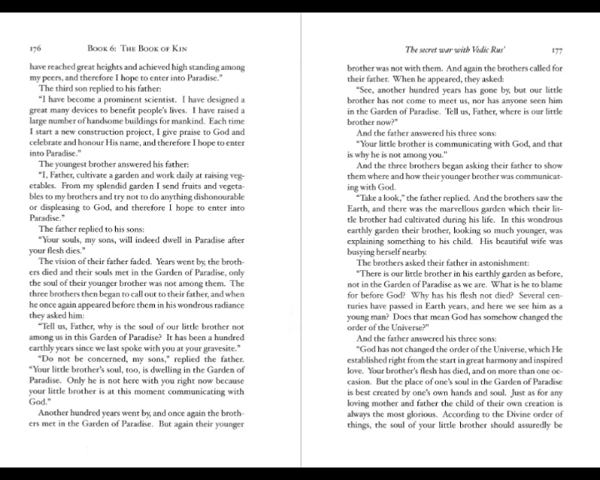 176 BOOK 6: THE BOOK OF KIN
have reached great heights and achieved high standing among
my peers, and therefore I hope to enter into Paradise."
The third son replied to his father:
"I have become a prominent scientist. I have designed a
great many devices to benefit people's lives. I have raised a
large number of handsome buildings for mankind. Each time
I start a new construction project, I give praise to God and
celebrate and honour His name, and therefore I hope to enter
into Paradise."
The youngest brother answered his father:
"I, Father, cultivate a garden and work daily at raising veg-
etables. From my splendid garden I send fruits and vegeta-
bles to my brothers and try not to do anything dishonourable
or displeasing to God, and therefore I hope to enter into
Paradise."
The father replied to his sons:
"Your souls, my sons, will indeed dwell in Paradise after
your flesh dies."
The vision of their father faded. Years went by, the broth-
ers died and their souls met in the Garden of Paradise, only
the soul of their younger brother was not among them. The
three brothers then began to call out to their father, and when
he once again appeared before them in his wondrous radiance
they asked him:
"Tell us, Father, why is the soul of our little brother not
among us in this Garden of Paradise? It has been a hundred
earthly years since we last spoke with you at your gravesite."
"Do not be concerned, my sons," replied the father.
"Your little brother's soul, too, is dwelling in the Garden of
Paradise. Only he is not here with you right now because
your little brother is at this moment communicating with
God."
Another hundred years went by, and once again the broth-
ers met in the Garden of Paradise. But again their younger
The secret war with Vedic Rus' 177
brother was not with them. And again the brothers called for
their father. When he appeared, they asked:
"See, another hundred years has gone by, but our little
brother has not come to meet us, nor has anyone seen him
in the Garden of Paradise. Tell us, Father, where is our little
brother now?"
And the father answered his three sons:
"Your little brother is communicating with God, and that
is why he is not among you."
And the three brothers began asking their father to show
them where and how their younger brother was communicat-
ing with God.
"Take a look," the father replied. And the brothers saw the
Earth, and there was the marvellous garden which their lit-
tle brother had cultivated during his life. In this wondrous
earthly garden their brother, looking so much younger, was
explaining something to his child. His beautiful wife was
busying herself nearby.
The brothers asked their father in astonishment:
"There is our little brother in his earthly garden as before,
not in the Garden of Paradise as we are. What is he to blame
for before God? Why has his flesh not died? Several cen-
turies have passed in Earth years, and here we see him as a
young man? Does that mean God has somehow changed the
order of the Universe?"
And the father answered his three sons:
"God has not changed the order of the Universe, which He
established right from the start in great harmony and inspired
love. Your brother's flesh has died, and on more than one oc-
casion. But the place of one's soul in the Garden of Paradise
is best created by one's own hands and soul. Just as for any
loving mother and father the child of their own creation is
always the most glorious. According to the Divine order of
things, the soul of your little brother should assuredly be